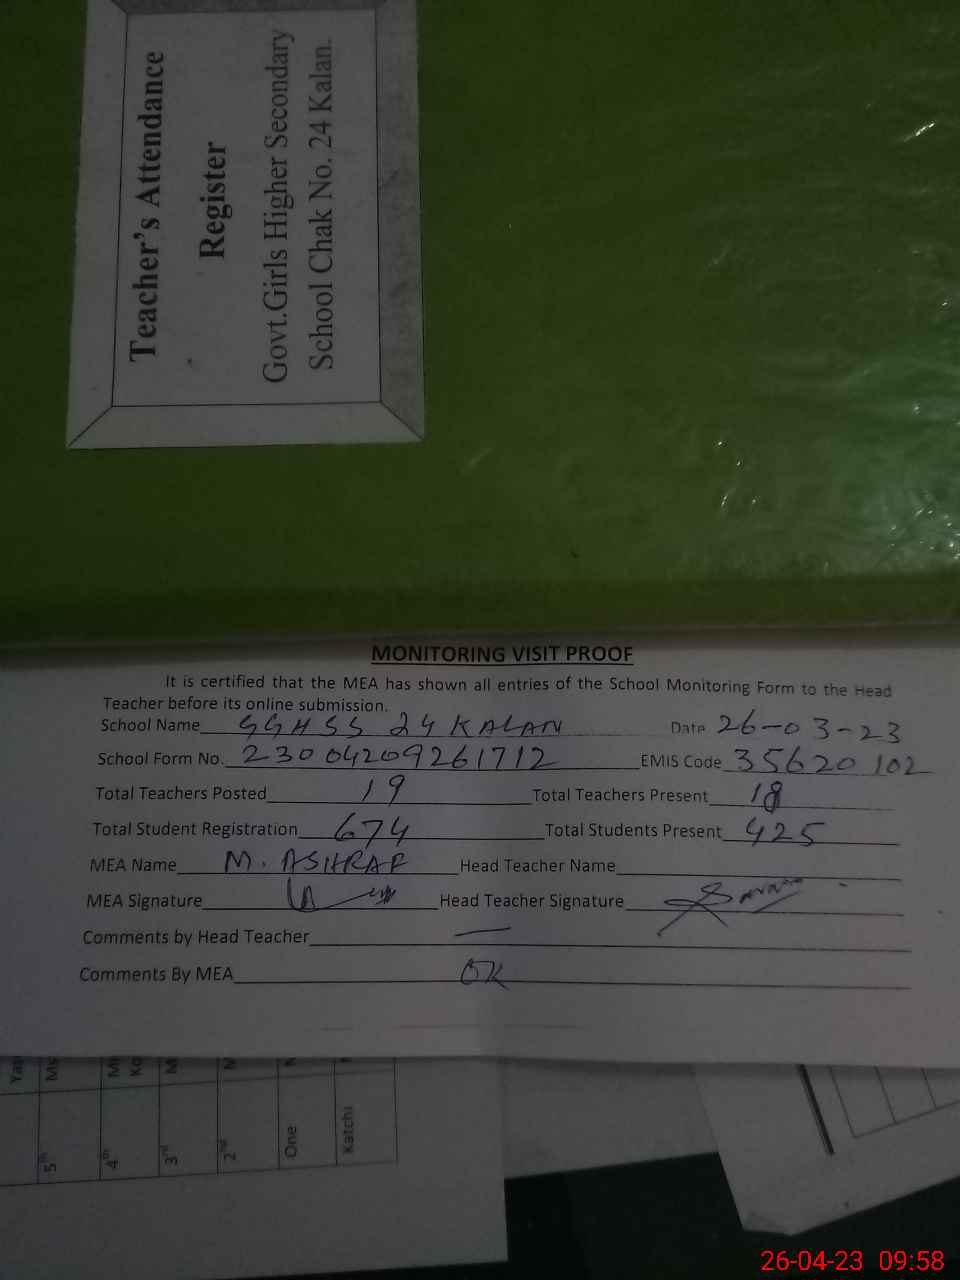 Teacher's Attendance
Register
Govt.Girls Higher Secondary
School Chak No. 24 Kalan.
MONITORING VISIT PROOF
It is certified that the MEA has shown all entries of the School Monitoring Form to the Head
Teacher before its online submission.
School Name GGHSS 24 KALAN Date 26-03-23
School Form No. 230042609261712 EMIS Code 35620102
Total Teachers Posted 19 Total Teachers Present 18
Total Student Registration 674 Total Students Present 425
MEA Name M. ASHRAF Head Teacher Name
MEA Signature Head Teacher Signature
Comments by Head Teacher —
Comments By MEA OK
5th
4th
3rd
2nd
One
Katchi
26-04-23 09:58